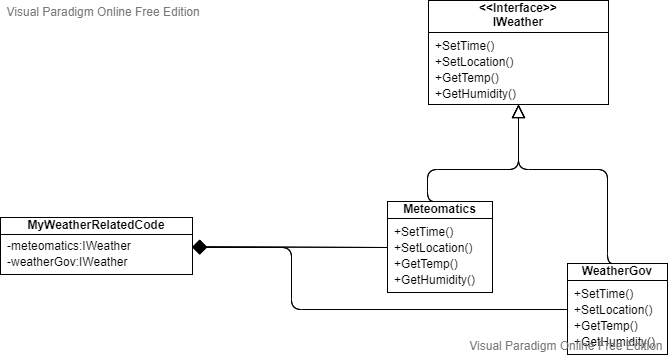 Visual Paradigm Online Free Edition
<<Interface>>
IWeather
+SetTime()
+SetLocation()
+GetTemp()
+GetHumidity()
Meteomatics
+SetTime()
+SetLocation()
+GetTemp()
+GetHumidity()
MyWeatherRelatedCode
-meteomatics:IWeather
-weatherGov:IWeather
WeatherGov
+SetTime()
+SetLocation()
+GetTemp()
+GetHumidity()
Visual Paradigm Online Free Edition